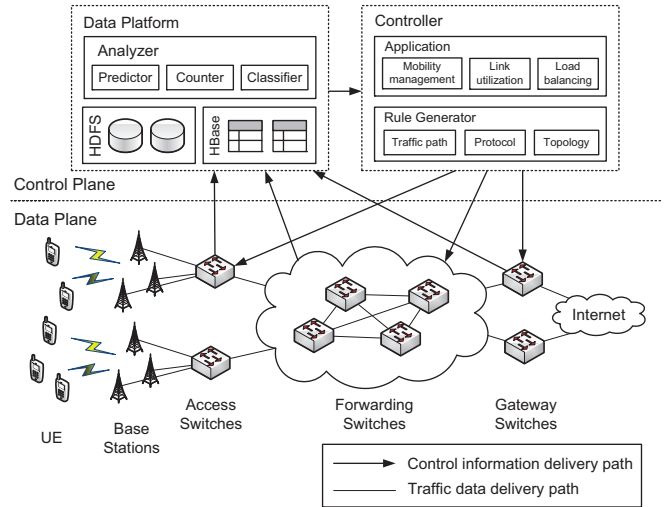 Data Platform
Analyzer
Predictor
Counter
Classifier
HDFS
HBase
Controller
Application
Mobility
management
Link
utilization
Load
balancing
Rule Generator
Traffic path
Protocol
Topology
Control Plane
Data Plane
Internet
UE
Base
Stations
Access
Switches
Forwarding
Switches
Gateway
Switches
Control information delivery path
Traffic data delivery path